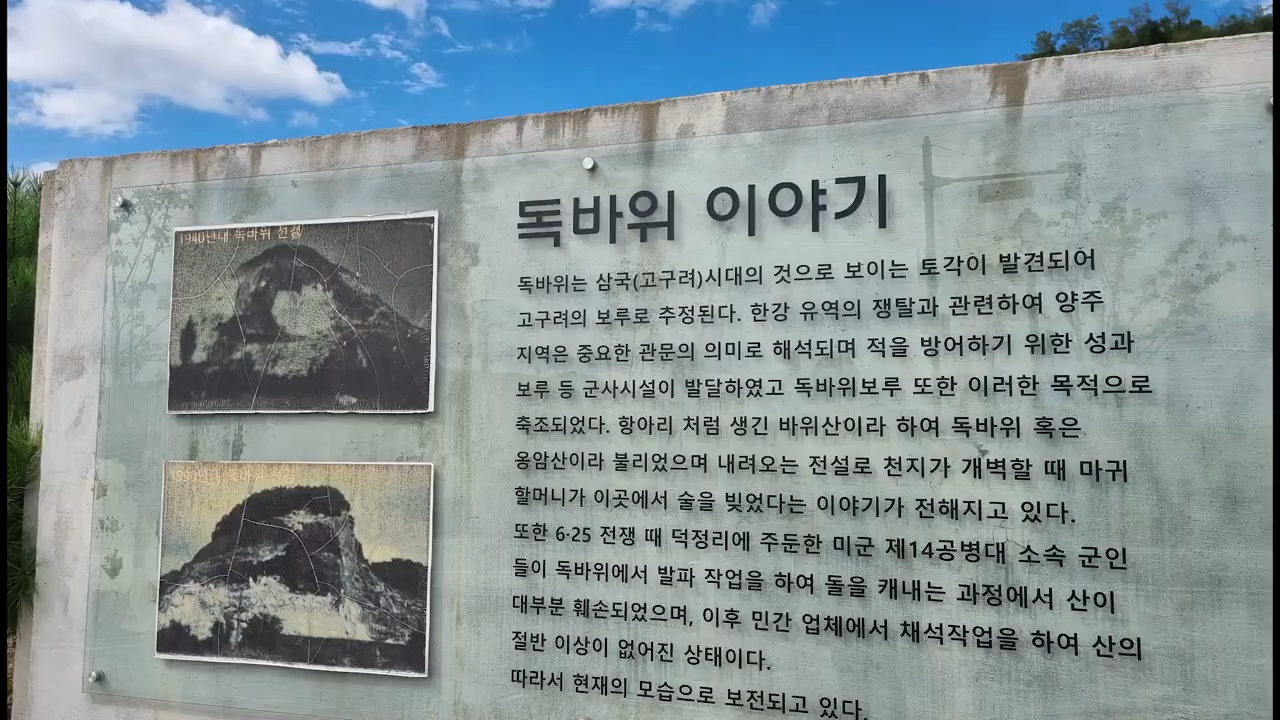 독바위 이야기
1940년대 독바위 전경
독바위는 삼국(고구려)시대의 것으로 보이는 토각이 발견되어
고구려의 보루로 추정된다. 한강 유역의 쟁탈과 관련하여 양주
지역은 중요한 관문의 의미로 해석되며 적을 방어하기 위한 성과
보루 등 군사시설이 발달하였고 독바위보루 또한 이러한 목적으로
축조되었다. 항아리 처럼 생긴 바위산이라 하여 독바위 혹은
옹암산이라 불리었으며 내려오는 전설로 천지가 개벽할 때 마귀
할머니가 이곳에서 술을 빚었다는 이야기가 전해지고 있다.
또한 6·25 전쟁 때 덕정리에 주둔한 미군 제14공병대 소속 군인
들이 독바위에서 발파 작업을 하여 돌을 캐내는 과정에서 산이
대부분 훼손되었으며, 이후 민간 업체에서 채석작업을 하여 산의
절반 이상이 없어진 상태이다.
따라서 현재의 모습으로 보전되고 있다.